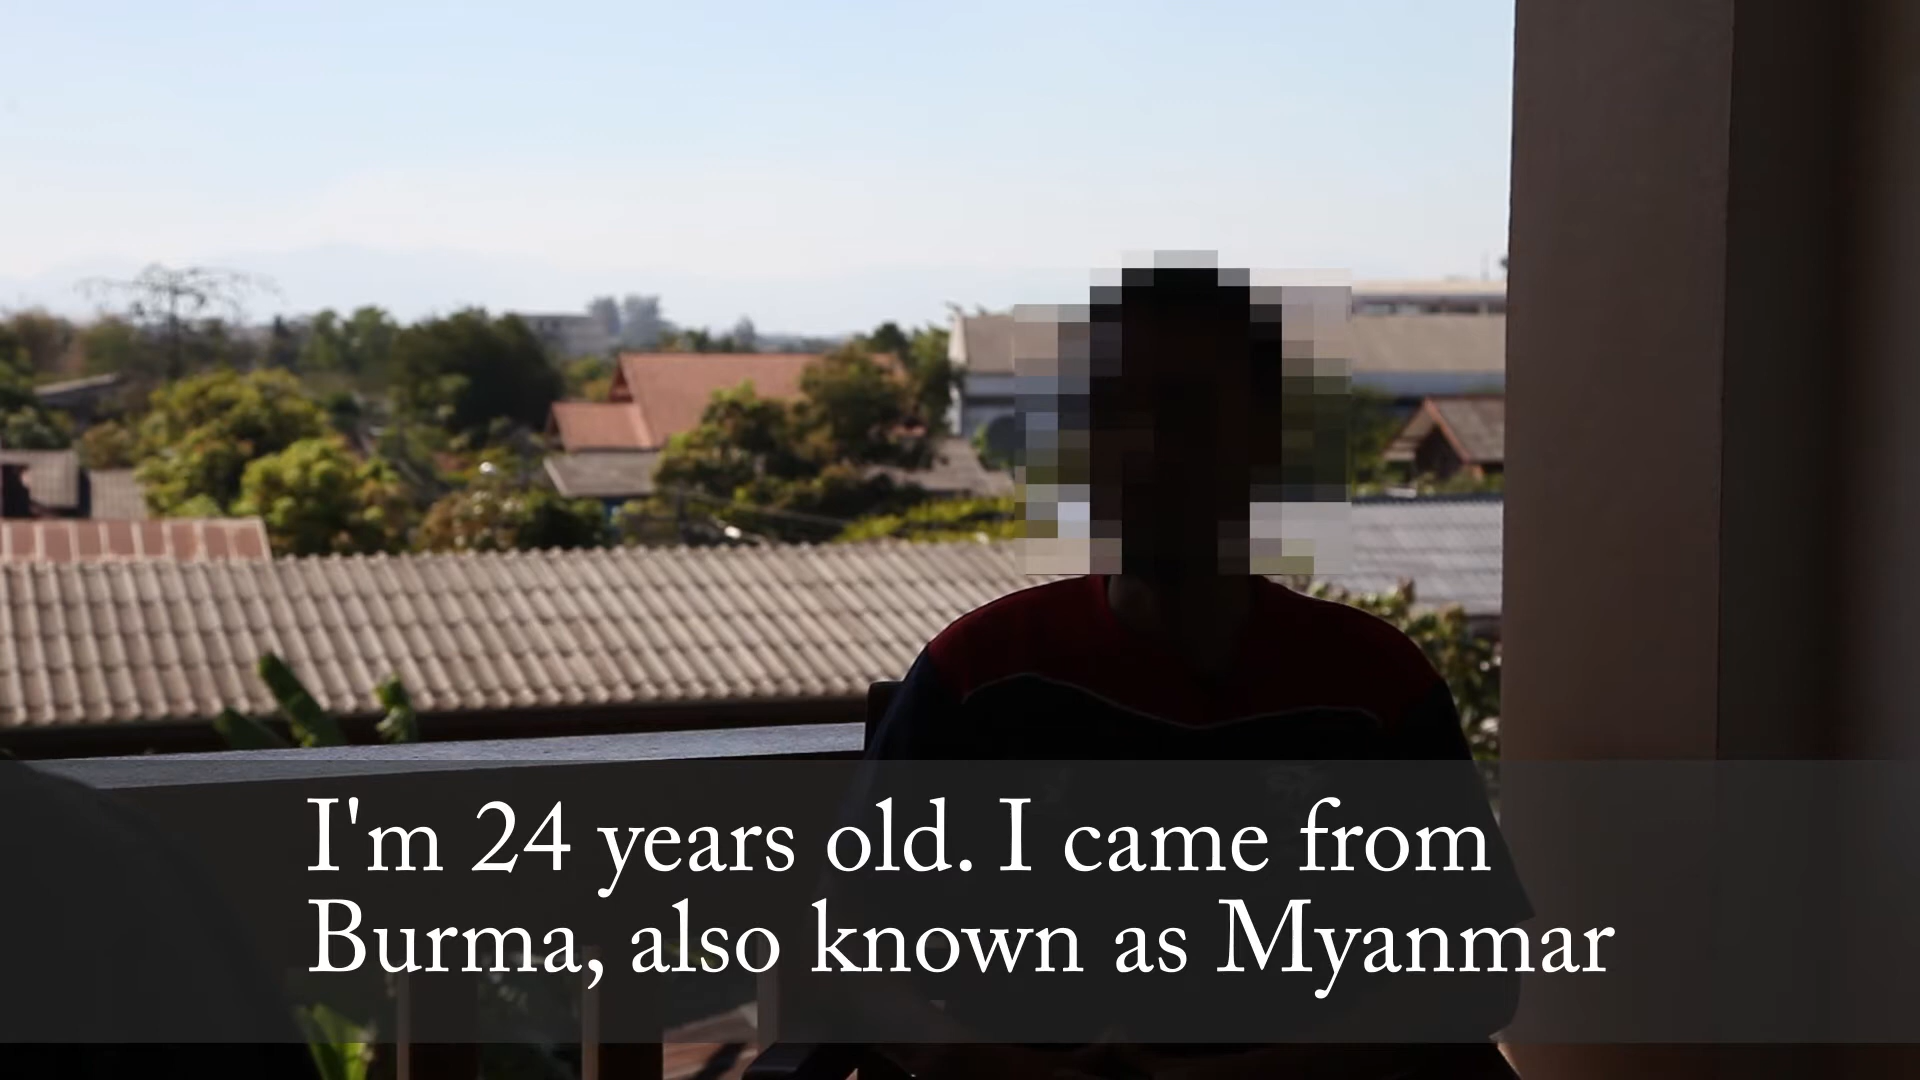 I'm 24 years old. I came from
Burma, also known as Myanmar